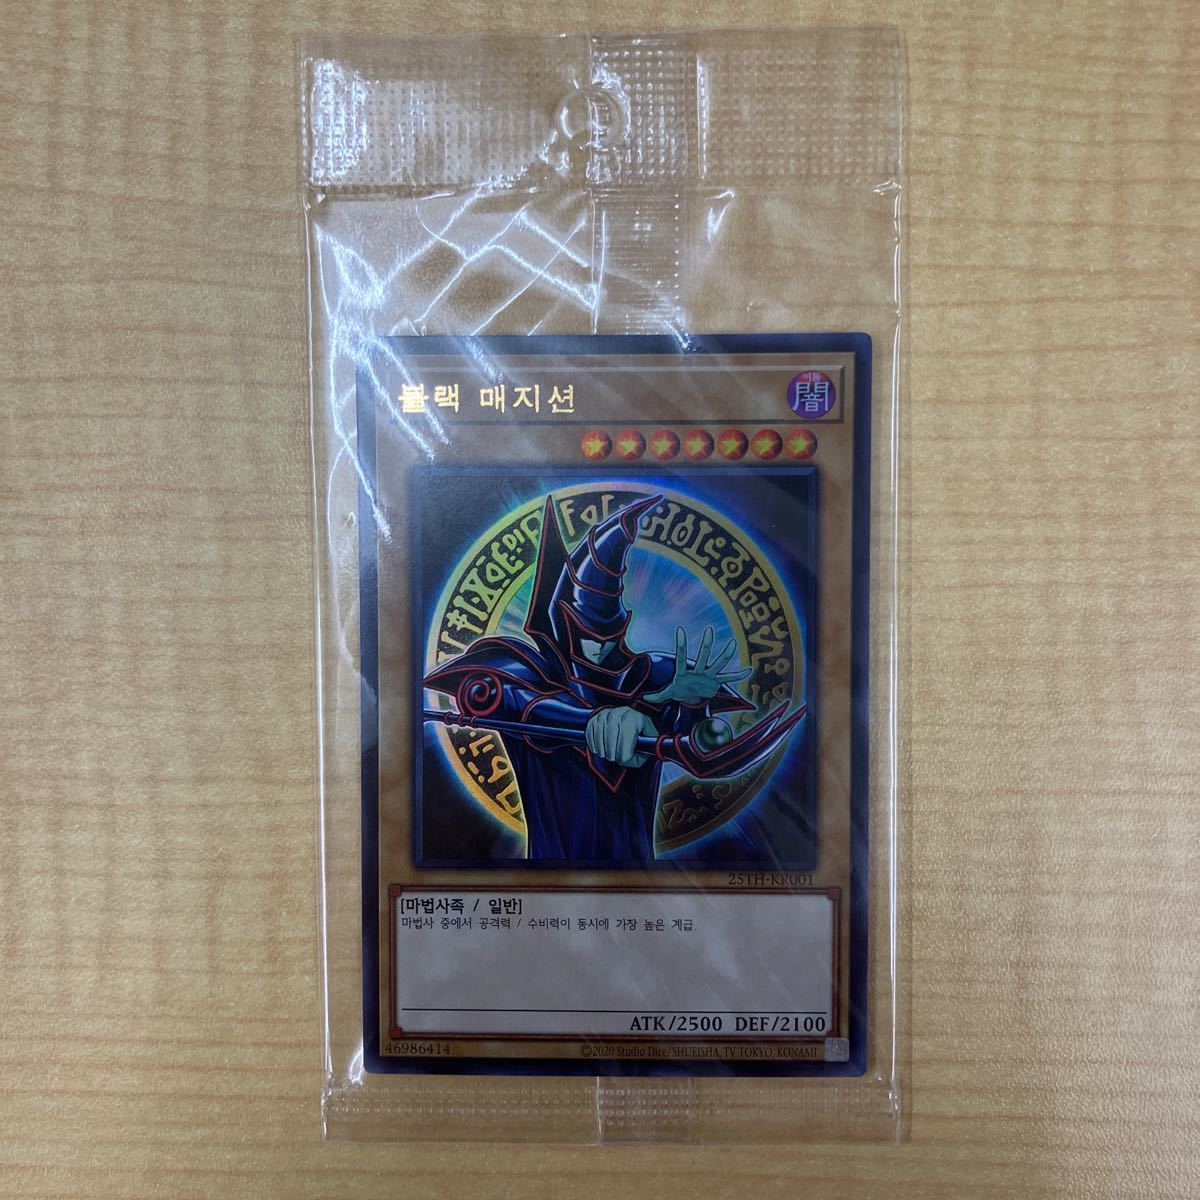 블랙 매지션
어둠
闇
25TH-KR001
[마법사족 / 일반]
마법사 중에서 공격력 / 수비력이 동시에 가장 높은 계급.
ATK/2500 DEF/2100
46986414
©2020 Studio Dice/SHUEISHA, TV TOKYO, KONAMI